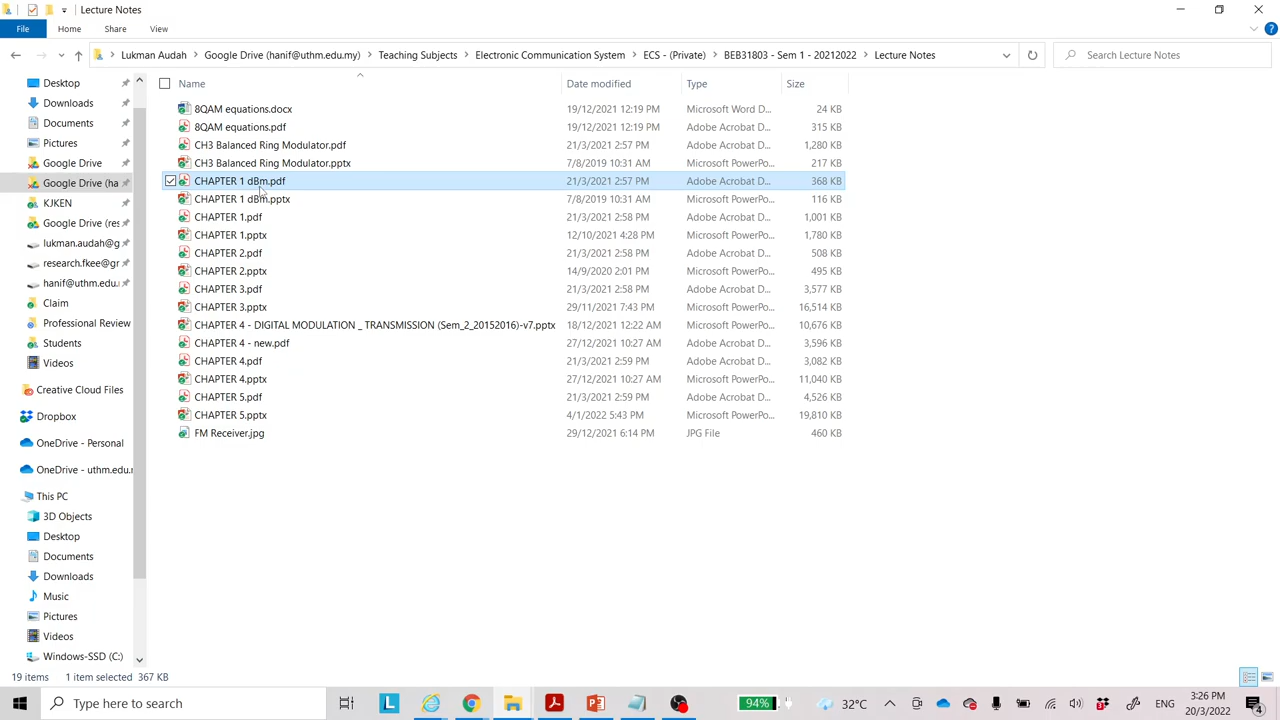 Lecture Notes
File Home Share View
Lukman Audah Google Drive (hanif@uthm.edu.my) Teaching Subjects Electronic Communication System ECS - (Private) BEB31803 - Sem 1 - 20212022 Lecture Notes
Search Lecture Notes
Name Date modified Type Size
8QAM equations.docx 19/12/2021 12:19 PM Microsoft Word D... 24 KB
8QAM equations.pdf 19/12/2021 12:19 PM Adobe Acrobat D... 315 KB
CH3 Balanced Ring Modulator.pdf 21/3/2021 2:57 PM Adobe Acrobat D... 1,280 KB
CH3 Balanced Ring Modulator.pptx 7/8/2019 10:31 AM Microsoft PowerPo... 217 KB
CHAPTER 1 dBm.pdf 21/3/2021 2:57 PM Adobe Acrobat D... 368 KB
CHAPTER 1 dBm.pptx 7/8/2019 10:31 AM Microsoft PowerPo... 116 KB
CHAPTER 1.pdf 21/3/2021 2:58 PM Adobe Acrobat D... 1,001 KB
CHAPTER 1.pptx 12/10/2021 4:28 PM Microsoft PowerPo... 1,780 KB
CHAPTER 2.pdf 21/3/2021 2:58 PM Adobe Acrobat D... 508 KB
CHAPTER 2.pptx 14/9/2020 2:01 PM Microsoft PowerPo... 495 KB
CHAPTER 3.pdf 21/3/2021 2:58 PM Adobe Acrobat D... 3,577 KB
CHAPTER 3.pptx 29/11/2021 7:43 PM Microsoft PowerPo... 16,514 KB
CHAPTER 4 - DIGITAL MODULATION _ TRANSMISSION (Sem_2_20152016)-v7.pptx 18/12/2021 12:22 AM Microsoft PowerPo... 10,676 KB
CHAPTER 4 - new.pdf 27/12/2021 10:27 AM Adobe Acrobat D... 3,596 KB
CHAPTER 4.pdf 21/3/2021 2:59 PM Adobe Acrobat D... 3,082 KB
CHAPTER 4.pptx 27/12/2021 10:27 AM Microsoft PowerPo... 11,040 KB
CHAPTER 5.pdf 21/3/2021 2:59 PM Adobe Acrobat D... 4,526 KB
CHAPTER 5.pptx 4/1/2022 5:43 PM Microsoft PowerPo... 19,810 KB
FM Receiver.jpg 29/12/2021 6:14 PM JPG File 460 KB
Desktop
Downloads
Documents
Pictures
Google Drive
Google Drive (ha
KJKEN
Google Drive (res
lukman.audah@g
research.fkee@gr
hanif@uthm.edu.
Claim
Professional Review
Students
Videos
Creative Cloud Files
Dropbox
OneDrive - Personal
OneDrive - uthm.edu.r
This PC
3D Objects
Desktop
Documents
Downloads
Music
Pictures
Videos
Windows-SSD (C:)
19 items 1 item selected 367 KB
Type here to search
L
94%
32°C
ENG
3:26 PM
20/3/2022
4